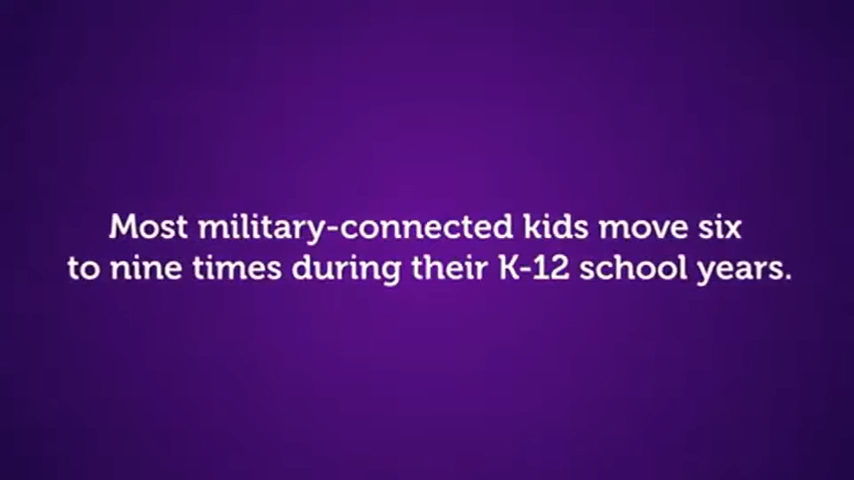 Most military-connected kids move six
to nine times during their K-12 school years.